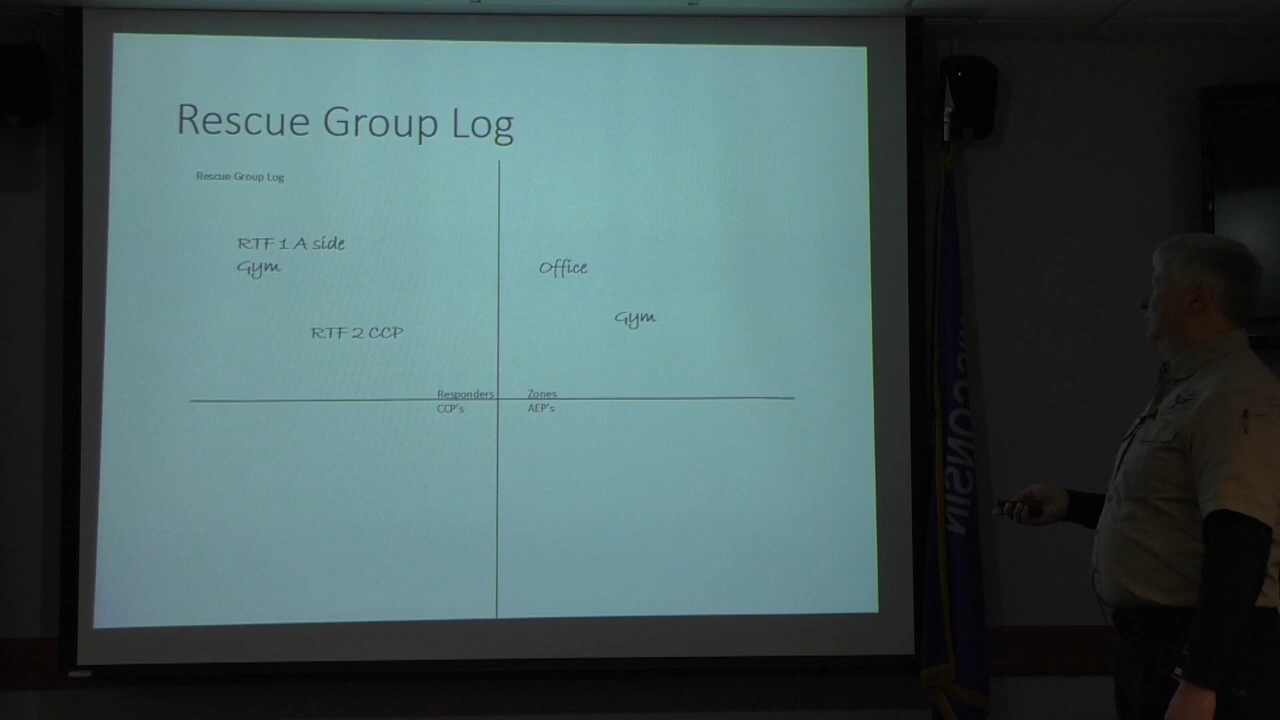 Rescue Group Log
Rescue Group Log
RTF 1 A side
Gym
RTF 2 CCP
Office
Gym
Responders
Zones
CCP's
AEP's
WISCONSIN